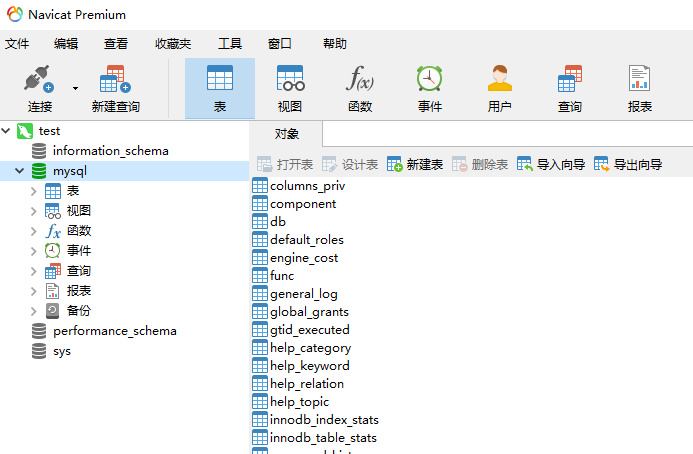 Navicat Premium
文件 编辑 查看 收藏夹 工具 窗口 帮助
连接 新建查询 表 视图 函数 事件 用户 查询 报表
test
information_schema
mysql
表
视图
函数
事件
查询
报表
备份
performance_schema
sys
对象
打开表 设计表 新建表 删除表 导入向导 导出向导
columns_priv
component
db
default_roles
engine_cost
func
general_log
global_grants
gtid_executed
help_category
help_keyword
help_relation
help_topic
innodb_index_stats
innodb_table_stats